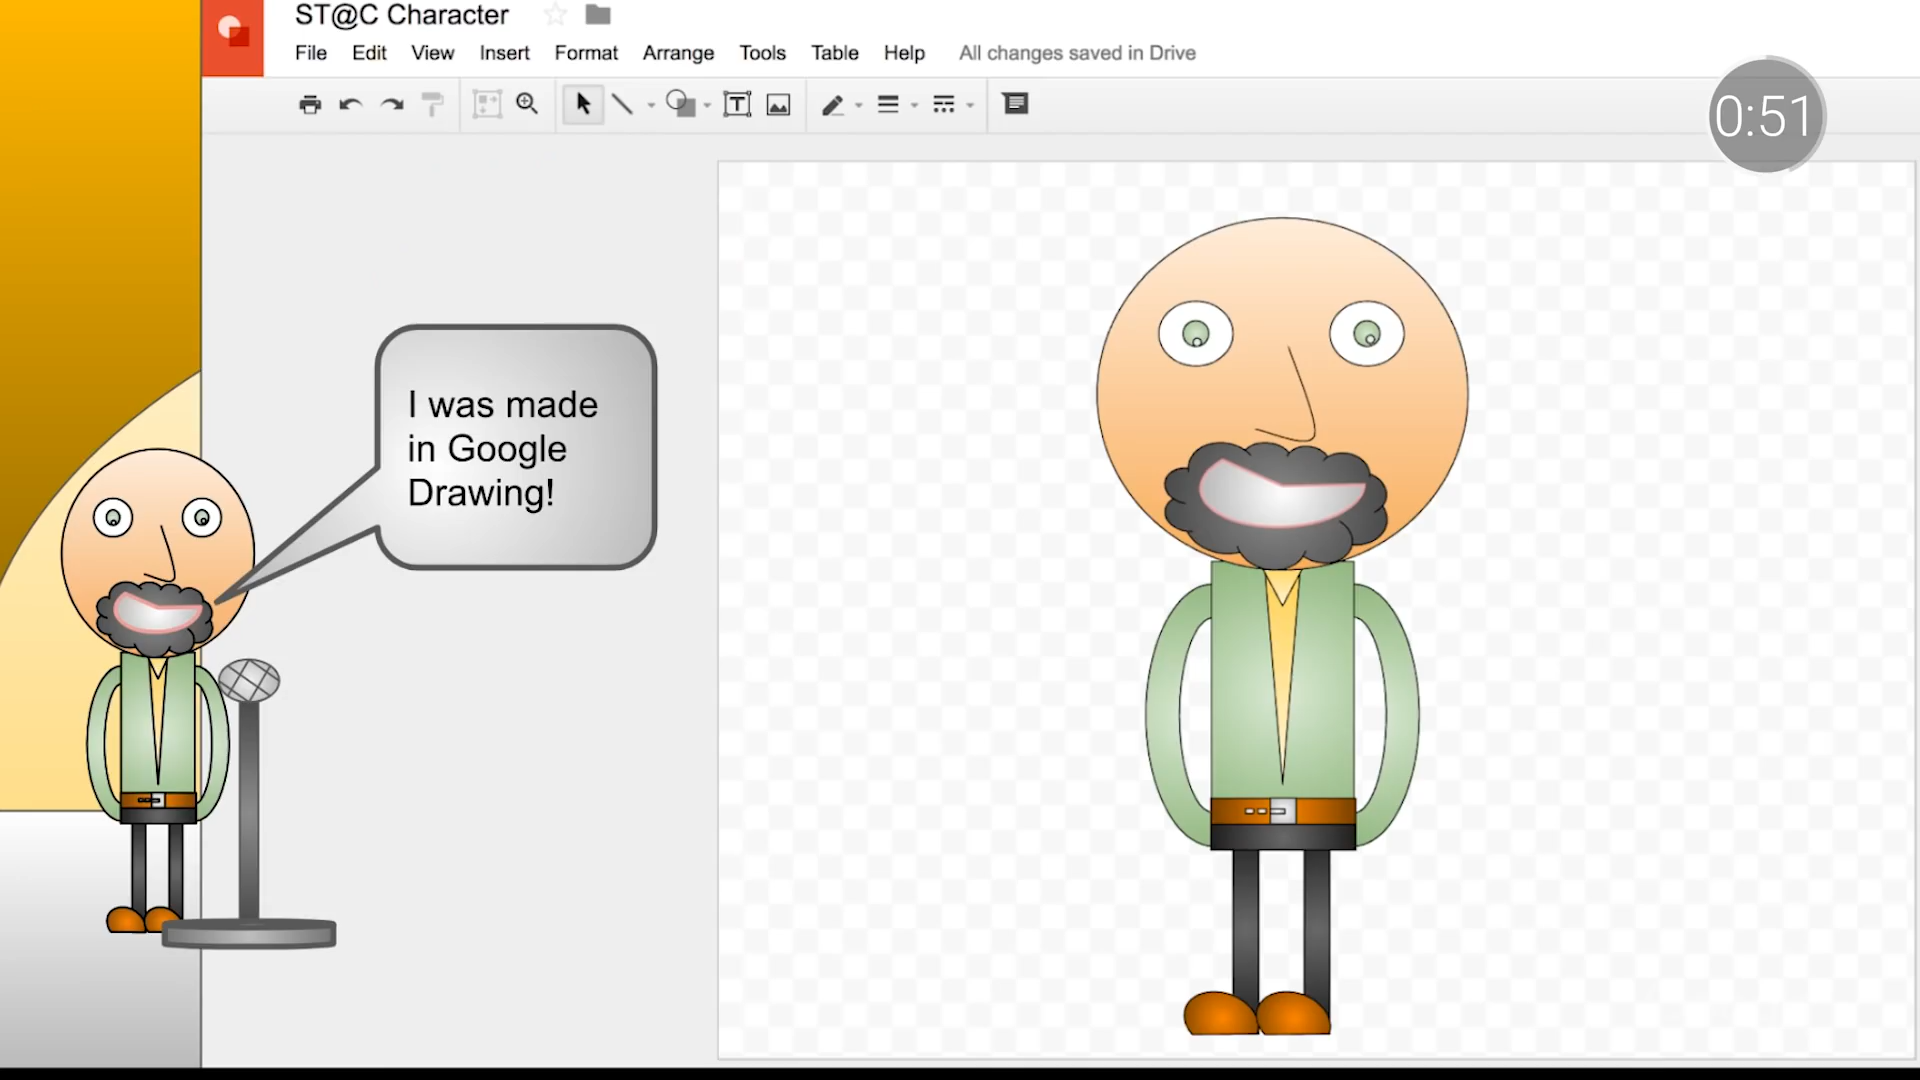 ST@C Character
File Edit View Insert Format Arrange Tools Table Help All changes saved in Drive
T
0:51
I was made
in Google
Drawing!